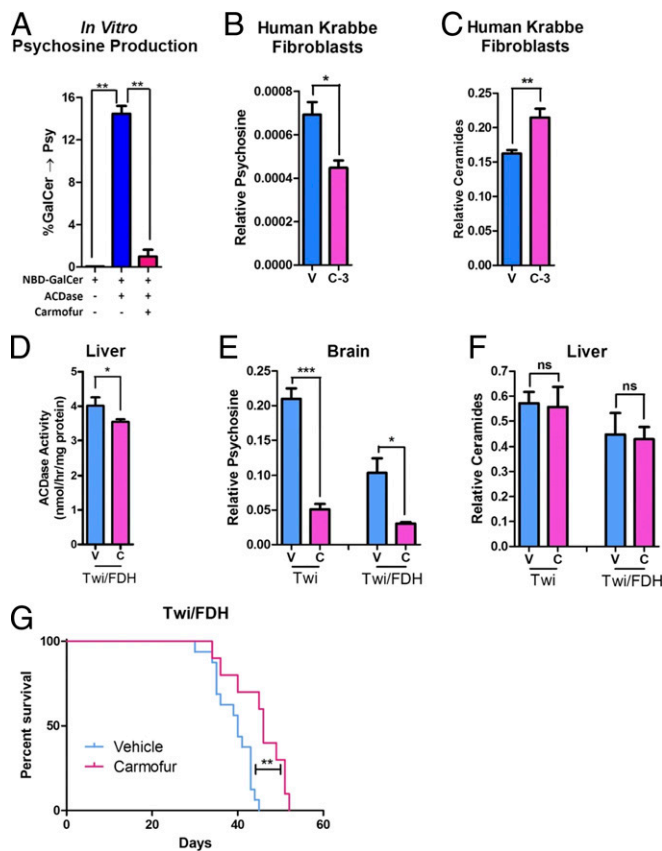 A
In Vitro
Psychosine Production
**
**
%GalCer → Psy
16
12
8
4
0
NBD-GalCer + + +
ACDase - + +
Carmofur - - +
B
Human Krabbe
Fibroblasts
*
Relative Psychosine
0.0008
0.0006
0.0004
0.0002
0.0000
V C-3
C
Human Krabbe
Fibroblasts
**
Relative Ceramides
0.25
0.20
0.15
0.10
0.05
0.00
V C-3
D
Liver
*
ACDase Activity
(nmol/hr/mg protein)
5
4
3
2
1
0
V C
Twi/FDH
E
Brain
***
*
Relative Psychosine
0.25
0.20
0.15
0.10
0.05
0.00
V C V C
Twi Twi/FDH
F
Liver
ns
ns
Relative Ceramides
0.7
0.6
0.5
0.4
0.3
0.2
0.1
0.0
V C V C
Twi Twi/FDH
G
Twi/FDH
Percent survival
100
50
0
Vehicle
Carmofur
**
0 20 40 60
Days